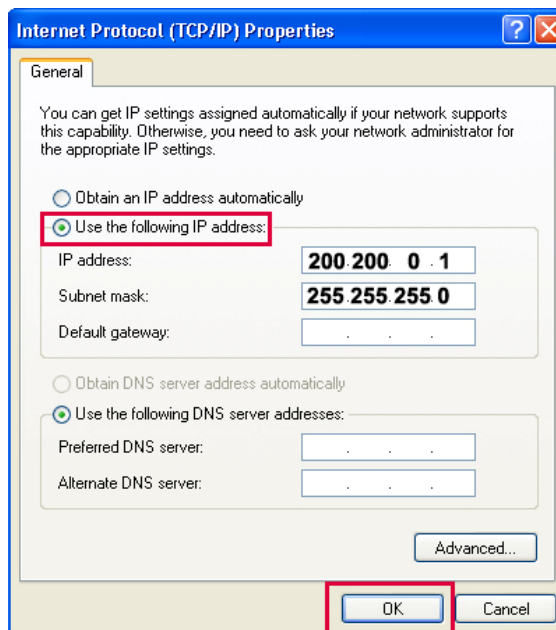 Internet Protocol (TCP/IP) Properties
General
You can get IP settings assigned automatically if your network supports
this capability. Otherwise, you need to ask your network administrator for
the appropriate IP settings.
Obtain an IP address automatically
Use the following IP address:
IP address: 200.200. 0 . 1
Subnet mask: 255.255.255.0
Default gateway: . . .
Obtain DNS server address automatically
Use the following DNS server addresses:
Preferred DNS server: . . .
Alternate DNS server: . . .
Advanced...
OK Cancel